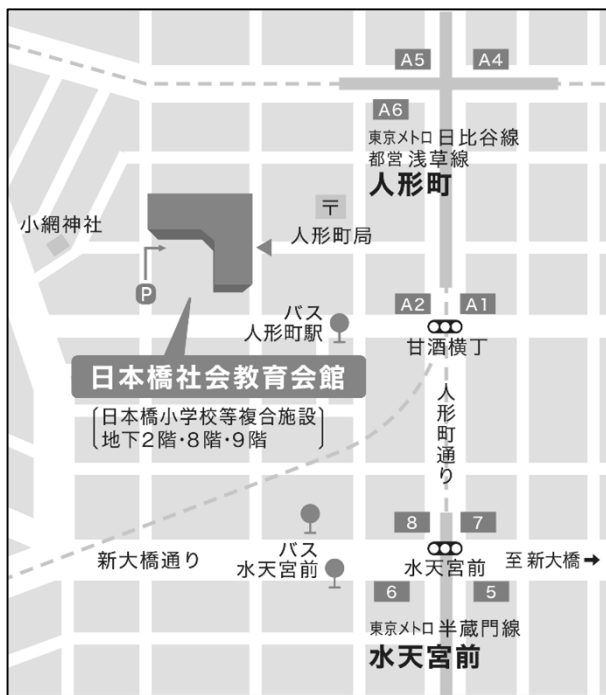 A5
A4
A6
東京メトロ 日比谷線
都営 浅草線
人形町
〒
小網神社
人形町局
P
バス
人形町駅
A2
A1
甘酒横丁
日本橋社会教育会館
日本橋小学校等複合施設
地下2階・8階・9階
人形町通り
8
7
新大橋通り
バス
水天宮前
水天宮前
至 新大橋➡
6
5
東京メトロ 半蔵門線
水天宮前